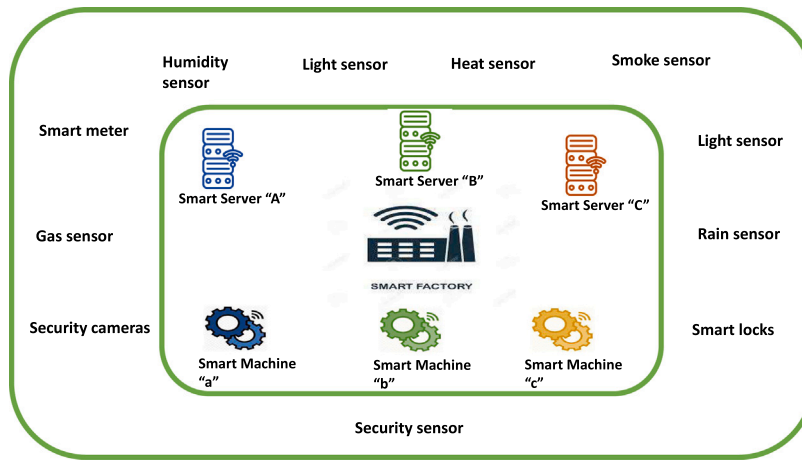 Humidity
sensor
Light sensor
Heat sensor
Smoke sensor
Smart meter
Light sensor
Smart Server “A”
Smart Server “B”
Smart Server “C”
Gas sensor
Rain sensor
SMART FACTORY
Security cameras
Smart locks
Smart Machine
“a”
Smart Machine
“b”
Smart Machine
“c”
Security sensor